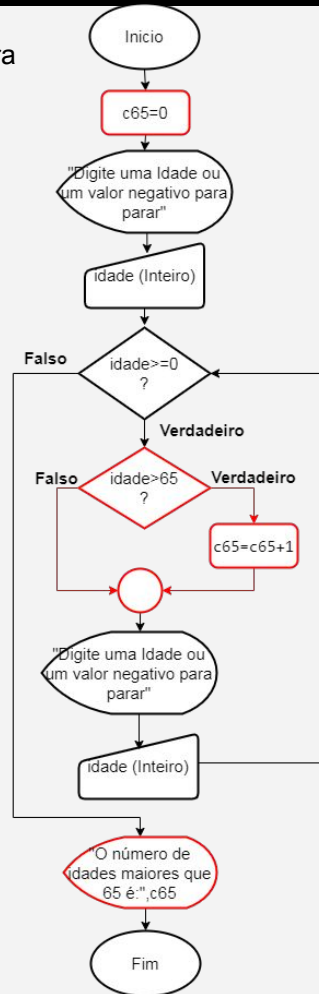 ra
Inicio
c65=0
"Digite uma Idade ou
um valor negativo para
parar"
idade (Inteiro)
Falso
idade>=0
?
Verdadeiro
Falso
idade>65
?
Verdadeiro
c65=c65+1
"Digite uma Idade ou
um valor negativo para
parar"
idade (Inteiro)
"O número de
idades maiores que
65 é:",c65
Fim